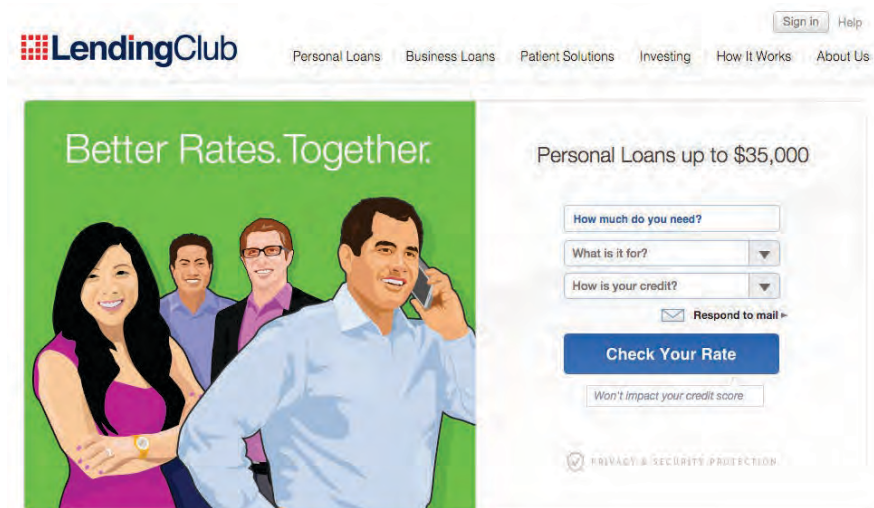 Sign in Help
LendingClub
Personal Loans Business Loans Patient Solutions Investing How It Works About Us
Better Rates.Together.
Personal Loans up to $35,000
How much do you need?
What is it for?
How is your credit?
Respond to mail
Check Your Rate
Won't impact your credit score
PRIVACY & SECURITY PROTECTION